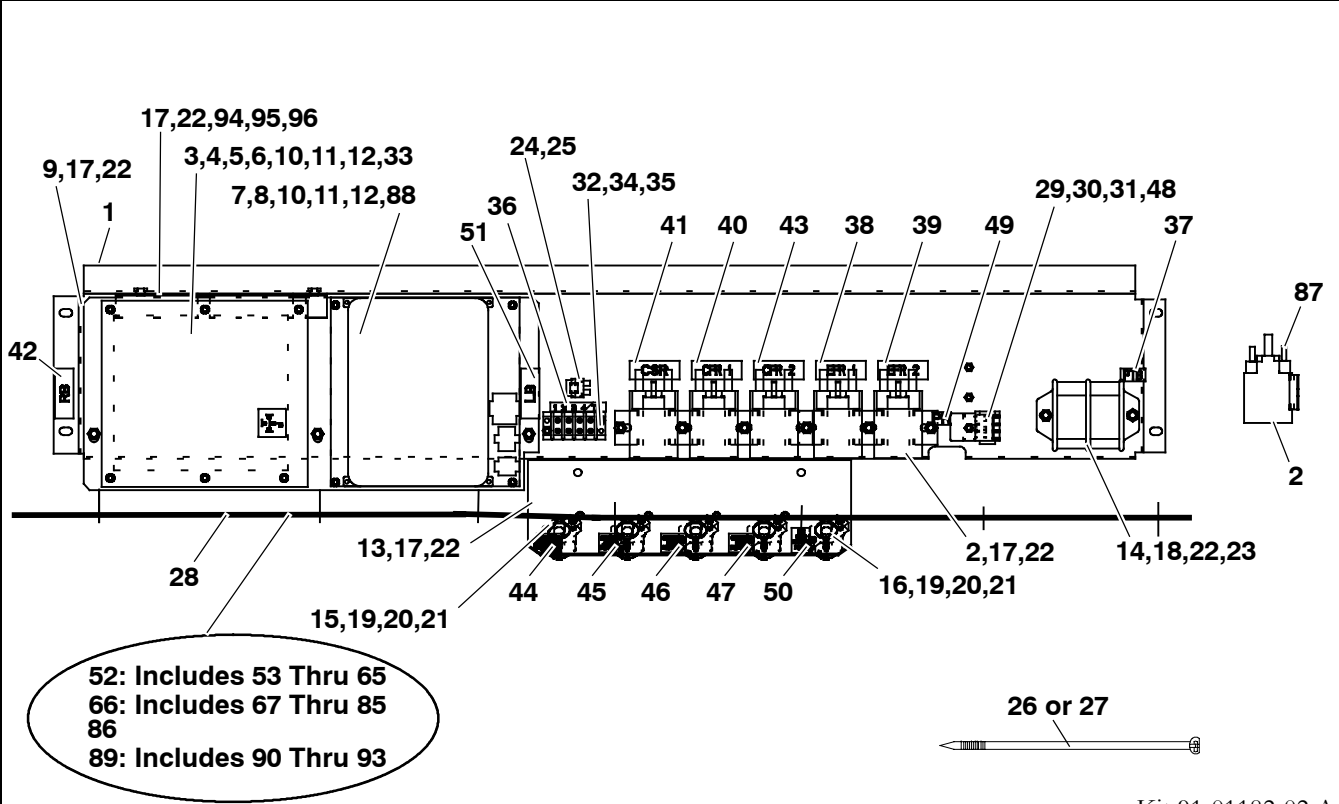 17,22,94,95,96
3,4,5,6,10,11,12,33
9,17,22
7,8,10,11,12,88
1
24,25
32,34,35
36
51
41
40
43
38
39
49
29,30,31,48
37
87
42
RB
LB
CSR
CFR 1
CFR 2
EFR 1
EFR 2
2
13,17,22
2,17,22
14,18,22,23
28
44
45
46
47
50
16,19,20,21
15,19,20,21
52: Includes 53 Thru 65
66: Includes 67 Thru 85
86
89: Includes 90 Thru 93
26 or 27